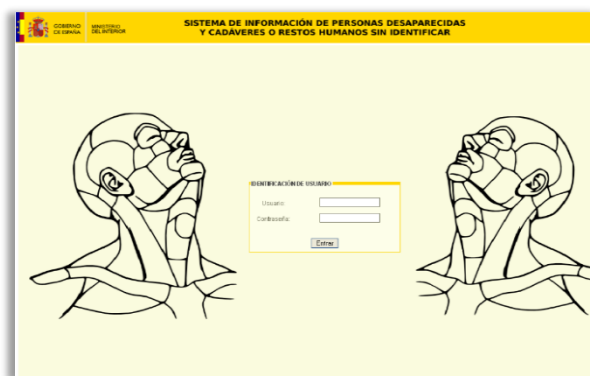 GOBIERNO
DE ESPAÑA
MINISTERIO
DEL INTERIOR
SISTEMA DE INFORMACIÓN DE PERSONAS DESAPARECIDAS
Y CADÁVERES O RESTOS HUMANOS SIN IDENTIFICAR
IDENTIFICACIÓN DE USUARIO
Usuario:
Contraseña:
Entrar